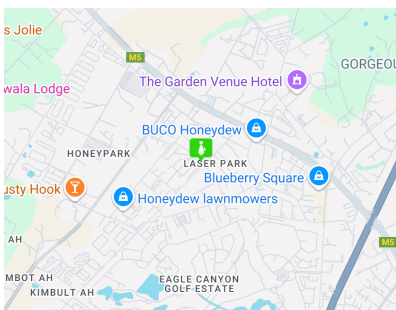 s Jolie
M5
The Garden Venue Hotel
GORGEOU
wala Lodge
BUCO Honeydew
HONEYPARK
LASER PARK
Blueberry Square
usty Hook
Honeydew lawnmowers
AH
M5
MBOT AH
EAGLE CANYON
GOLF ESTATE
KIMBULT AH